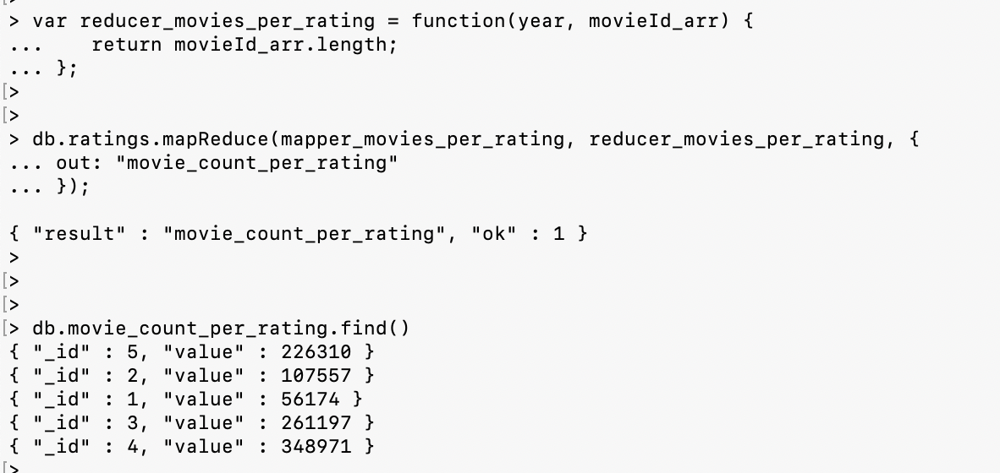 > var reducer_movies_per_rating = function(year, movieId_arr) {
...    return movieId_arr.length;
... };
[>
[>
> db.ratings.mapReduce(mapper_movies_per_rating, reducer_movies_per_rating, {
... out: "movie_count_per_rating"
... });
{ "result" : "movie_count_per_rating", "ok" : 1 }
>
[>
[>
[> db.movie_count_per_rating.find()
{ "_id" : 5, "value" : 226310 }
{ "_id" : 2, "value" : 107557 }
{ "_id" : 1, "value" : 56174 }
{ "_id" : 3, "value" : 261197 }
{ "_id" : 4, "value" : 348971 }
[>